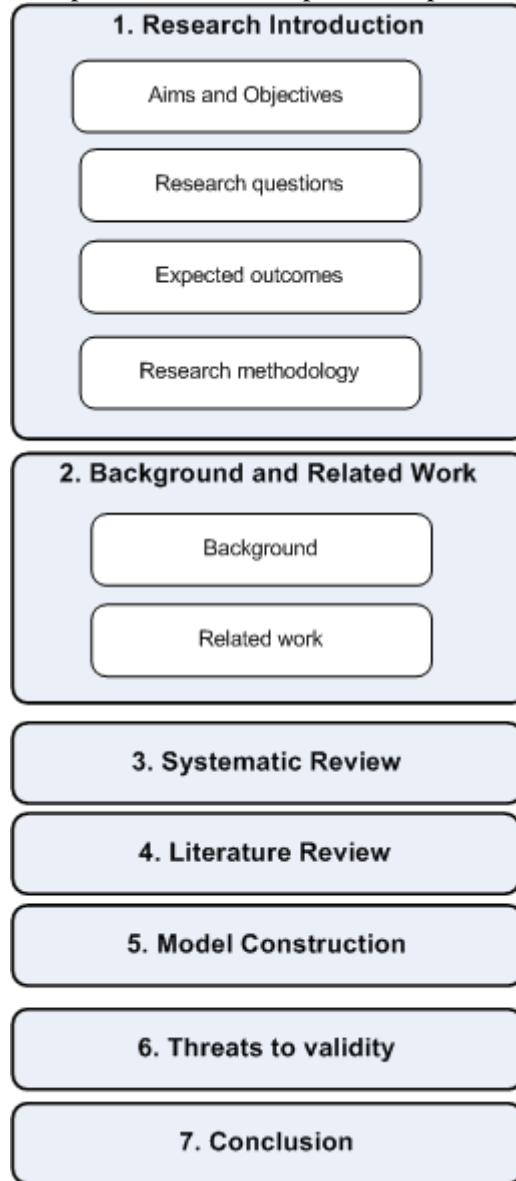 1. Research Introduction
Aims and Objectives
Research questions
Expected outcomes
Research methodology
2. Background and Related Work
Background
Related work
3. Systematic Review
4. Literature Review
5. Model Construction
6. Threats to validity
7. Conclusion